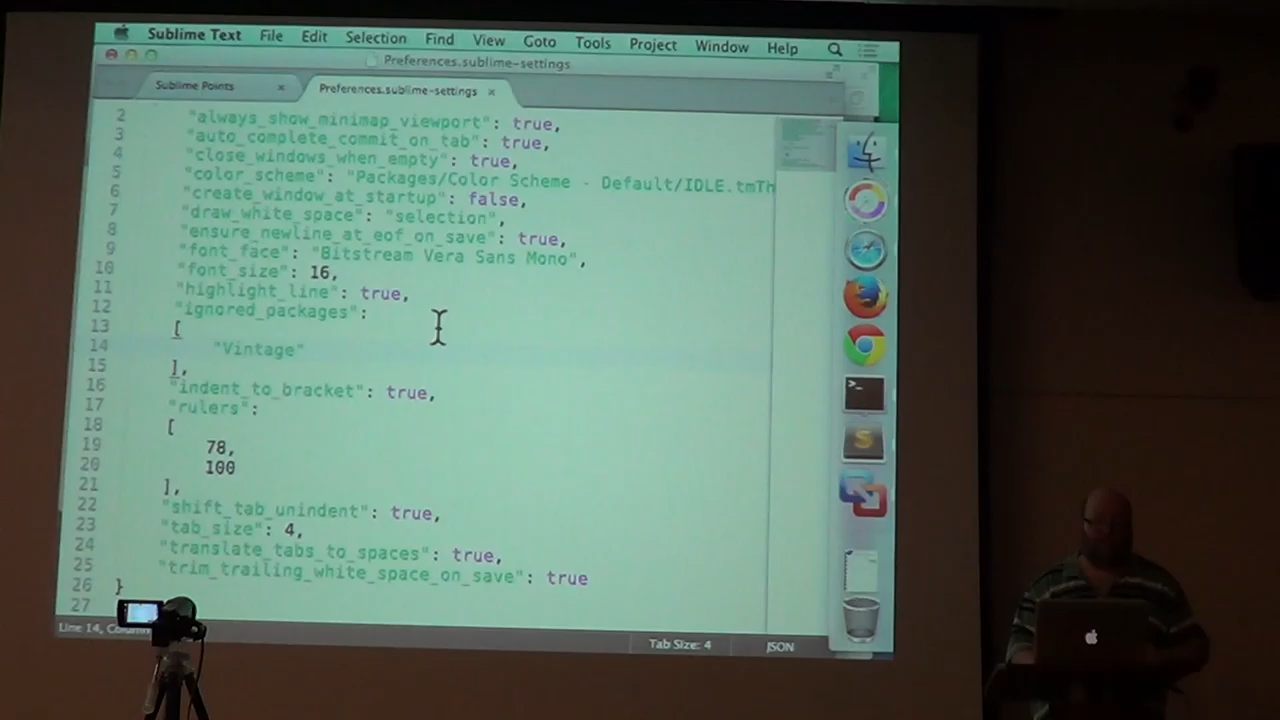 Sublime Text File Edit Selection Find View Goto Tools Project Window Help
Preferences.sublime-settings
Sublime Points × Preferences.sublime-settings ×
2 "always_show_minimap_viewport": true,
3 "auto_complete_commit_on_tab": true,
4 "close_windows_when_empty": true,
5 "color_scheme": "Packages/Color Scheme - Default/IDLE.tmTh
6 "create_window_at_startup": false,
7 "draw_white_space": "selection",
8 "ensure_newline_at_eof_on_save": true,
9 "font_face": "Bitstream Vera Sans Mono",
10 "font_size": 16,
11 "highlight_line": true,
12 "ignored_packages":
13 [
14 "Vintage"
15 ],
16 "indent_to_bracket": true,
17 "rulers":
18 [
19 78,
20 100
21 ],
22 "shift_tab_unindent": true,
23 "tab_size": 4,
24 "translate_tabs_to_spaces": true,
25 "trim_trailing_white_space_on_save": true
26 }
27
Line 14, Tab Size: 4 JSON